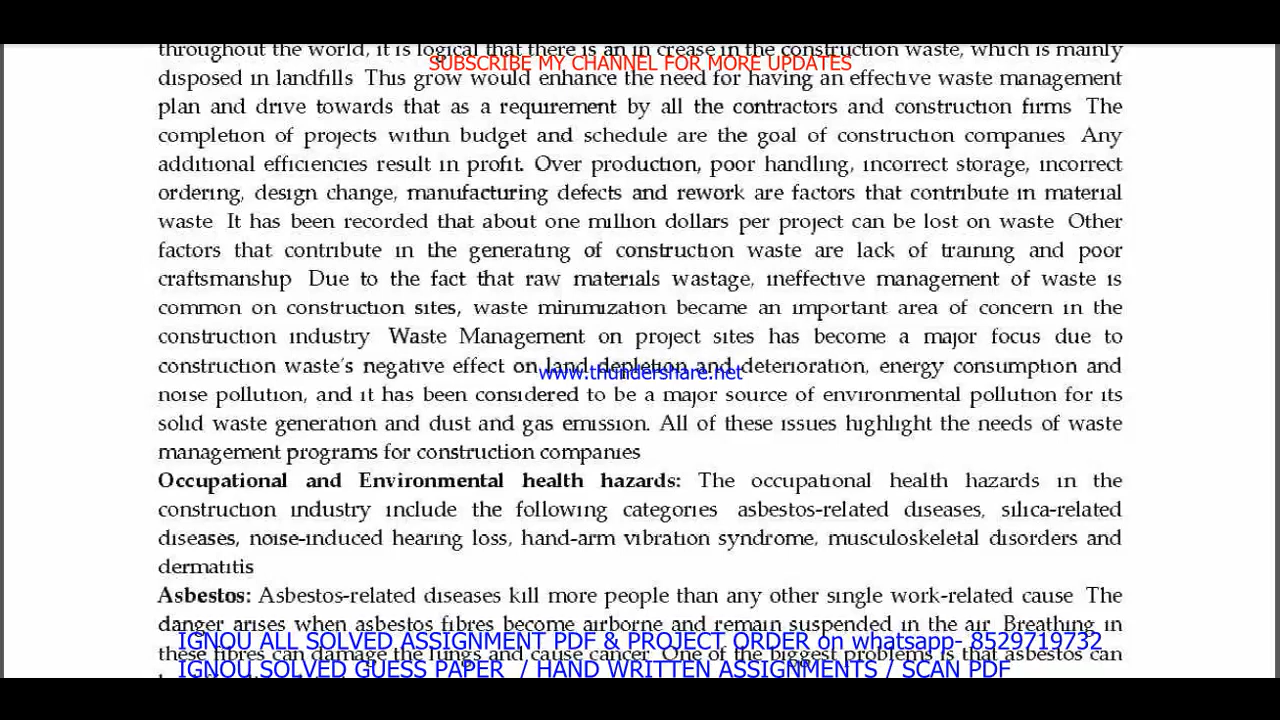 throughout the world, it is logical that there is an in crease in the construction waste, which is mainly
SUBSCRIBE MY CHANNEL FOR MORE UPDATES
disposed in landfills This grow would enhance the need for having an effective waste management
plan and drive towards that as a requirement by all the contractors and construction firms The
completion of projects within budget and schedule are the goal of construction companies Any
additional efficiencies result in profit. Over production, poor handling, incorrect storage, incorrect
ordering, design change, manufacturing defects and rework are factors that contribute in material
waste It has been recorded that about one million dollars per project can be lost on waste Other
factors that contribute in the generating of construction waste are lack of training and poor
craftsmanship Due to the fact that raw materials wastage, ineffective management of waste is
common on construction sites, waste minimization became an important area of concern in the
construction industry Waste Management on project sites has become a major focus due to
construction waste's negative effect on land depletion and deterioration, energy consumption and
www.thundershare.net
noise pollution, and it has been considered to be a major source of environmental pollution for its
solid waste generation and dust and gas emission. All of these issues highlight the needs of waste
management programs for construction companies
Occupational and Environmental health hazards: The occupational health hazards in the
construction industry include the following categories asbestos-related diseases, silica-related
diseases, noise-induced hearing loss, hand-arm vibration syndrome, musculoskeletal disorders and
dermatitis
Asbestos: Asbestos-related diseases kill more people than any other single work-related cause The
danger arises when asbestos fibres become airborne and remain suspended in the air Breathing in
IGNOU ALL SOLVED ASSIGNMENT PDF & PROJECT ORDER on whatsapp- 8529719732
these fibres can damage the lungs and cause cancer. One of the biggest problems is that asbestos can
IGNOU SOLVED GUESS PAPER / HAND WRITTEN ASSIGNMENTS / SCAN PDF